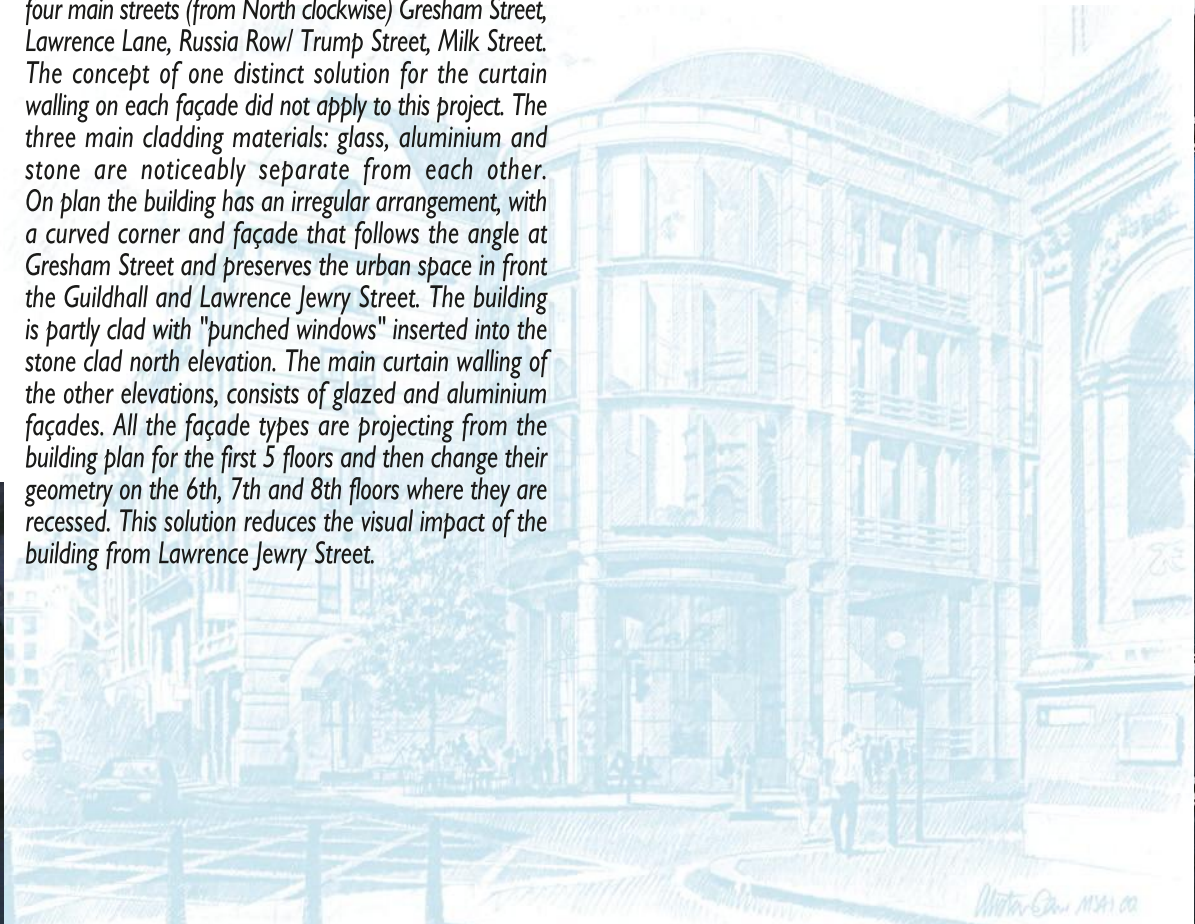 four main streets (from North clockwise) Gresham Street,
Lawrence Lane, Russia Row/ Trump Street, Milk Street.
The concept of one distinct solution for the curtain
walling on each façade did not apply to this project. The
three main cladding materials: glass, aluminium and
stone are noticeably separate from each other.
On plan the building has an irregular arrangement, with
a curved corner and façade that follows the angle at
Gresham Street and preserves the urban space in front
the Guildhall and Lawrence Jewry Street. The building
is partly clad with "punched windows" inserted into the
stone clad north elevation. The main curtain walling of
the other elevations, consists of glazed and aluminium
façades. All the façade types are projecting from the
building plan for the first 5 floors and then change their
geometry on the 6th, 7th and 8th floors where they are
recessed. This solution reduces the visual impact of the
building from Lawrence Jewry Street.